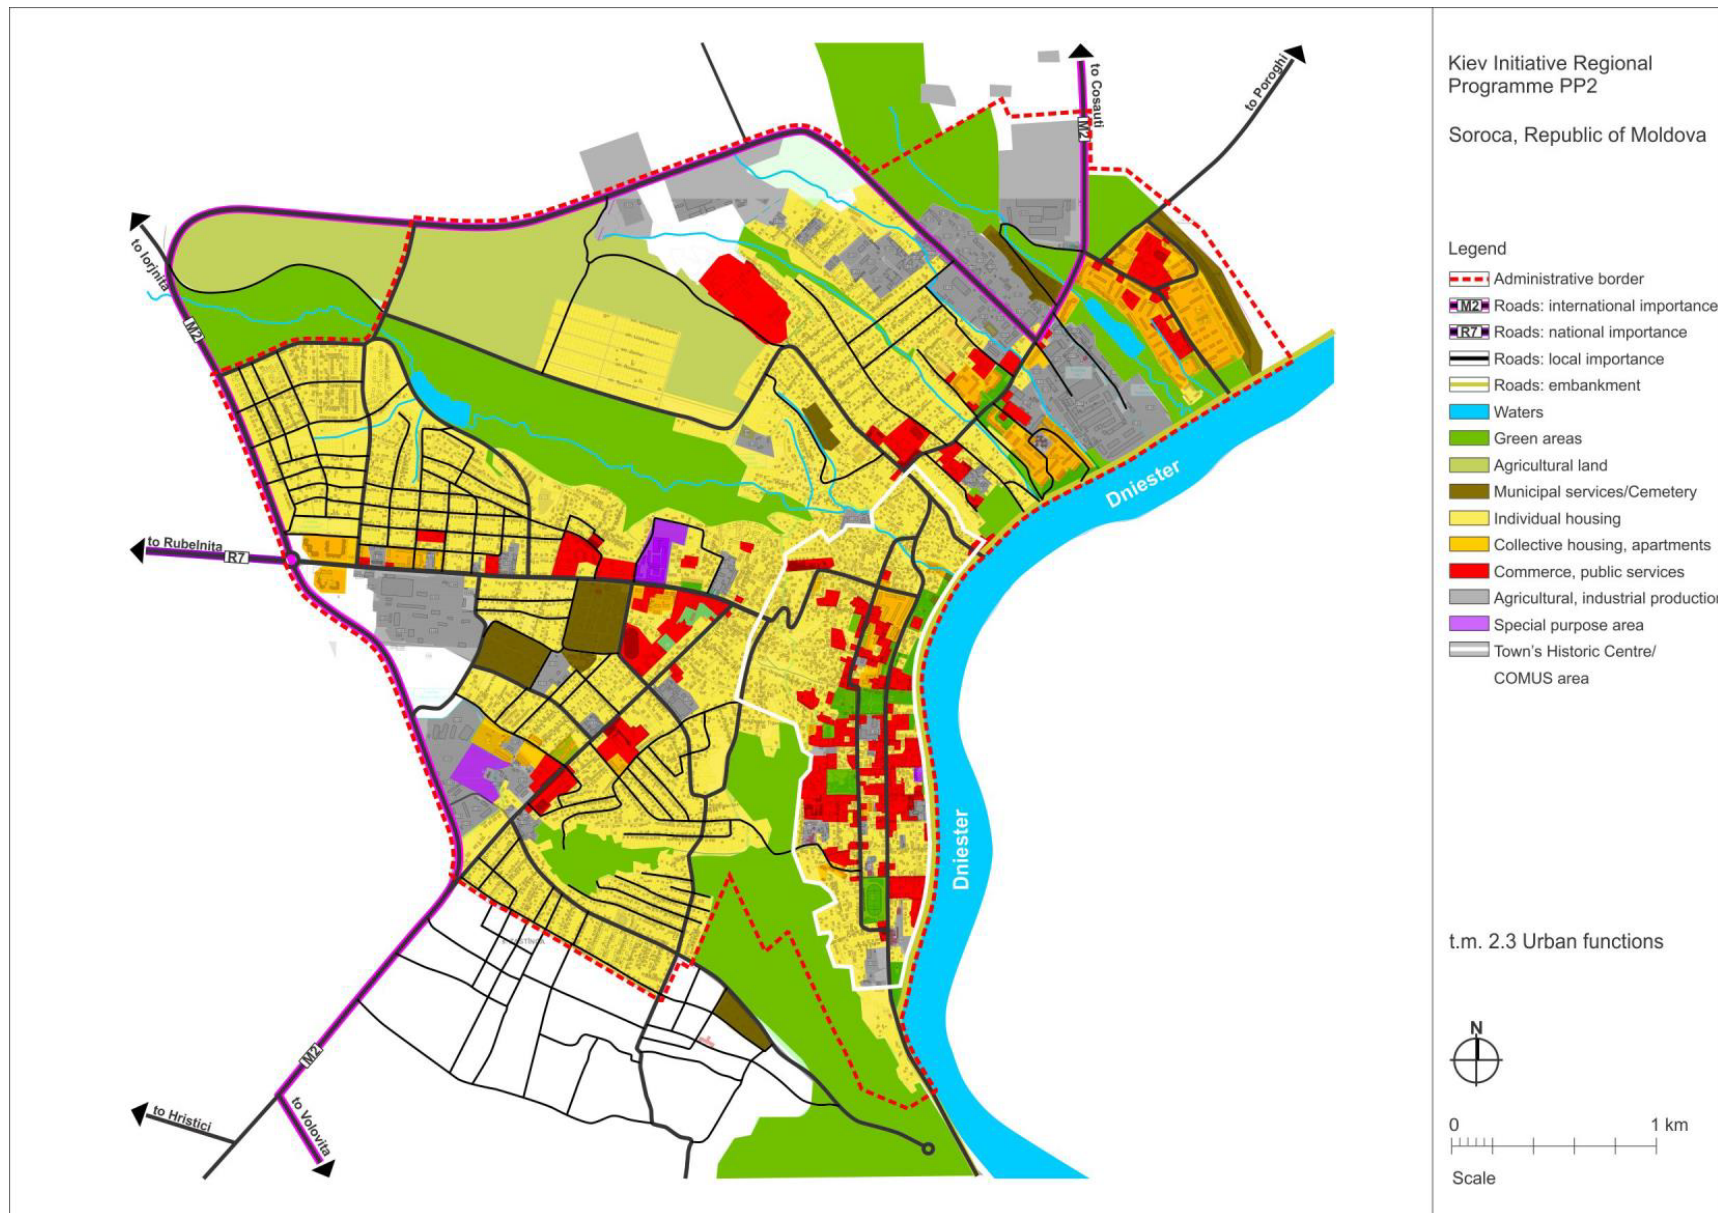 Kiev Initiative Regional
Programme PP2
Soroca, Republic of Moldova
Legend
Administrative border
M2 Roads: international importance
R7 Roads: national importance
Roads: local importance
Roads: embankment
Waters
Green areas
Agricultural land
Municipal services/Cemetery
Individual housing
Collective housing, apartments
Commerce, public services
Agricultural, industrial production
Special purpose area
Town's Historic Centre/
COMUS area
t.m. 2.3 Urban functions
N
0 1 km
Scale
to Cosauti
M2
to Poroghi
to Iorjnita
M2
to Rubelnita
R7
Dniester
Dniester
M2
to Hristici
to Volovita